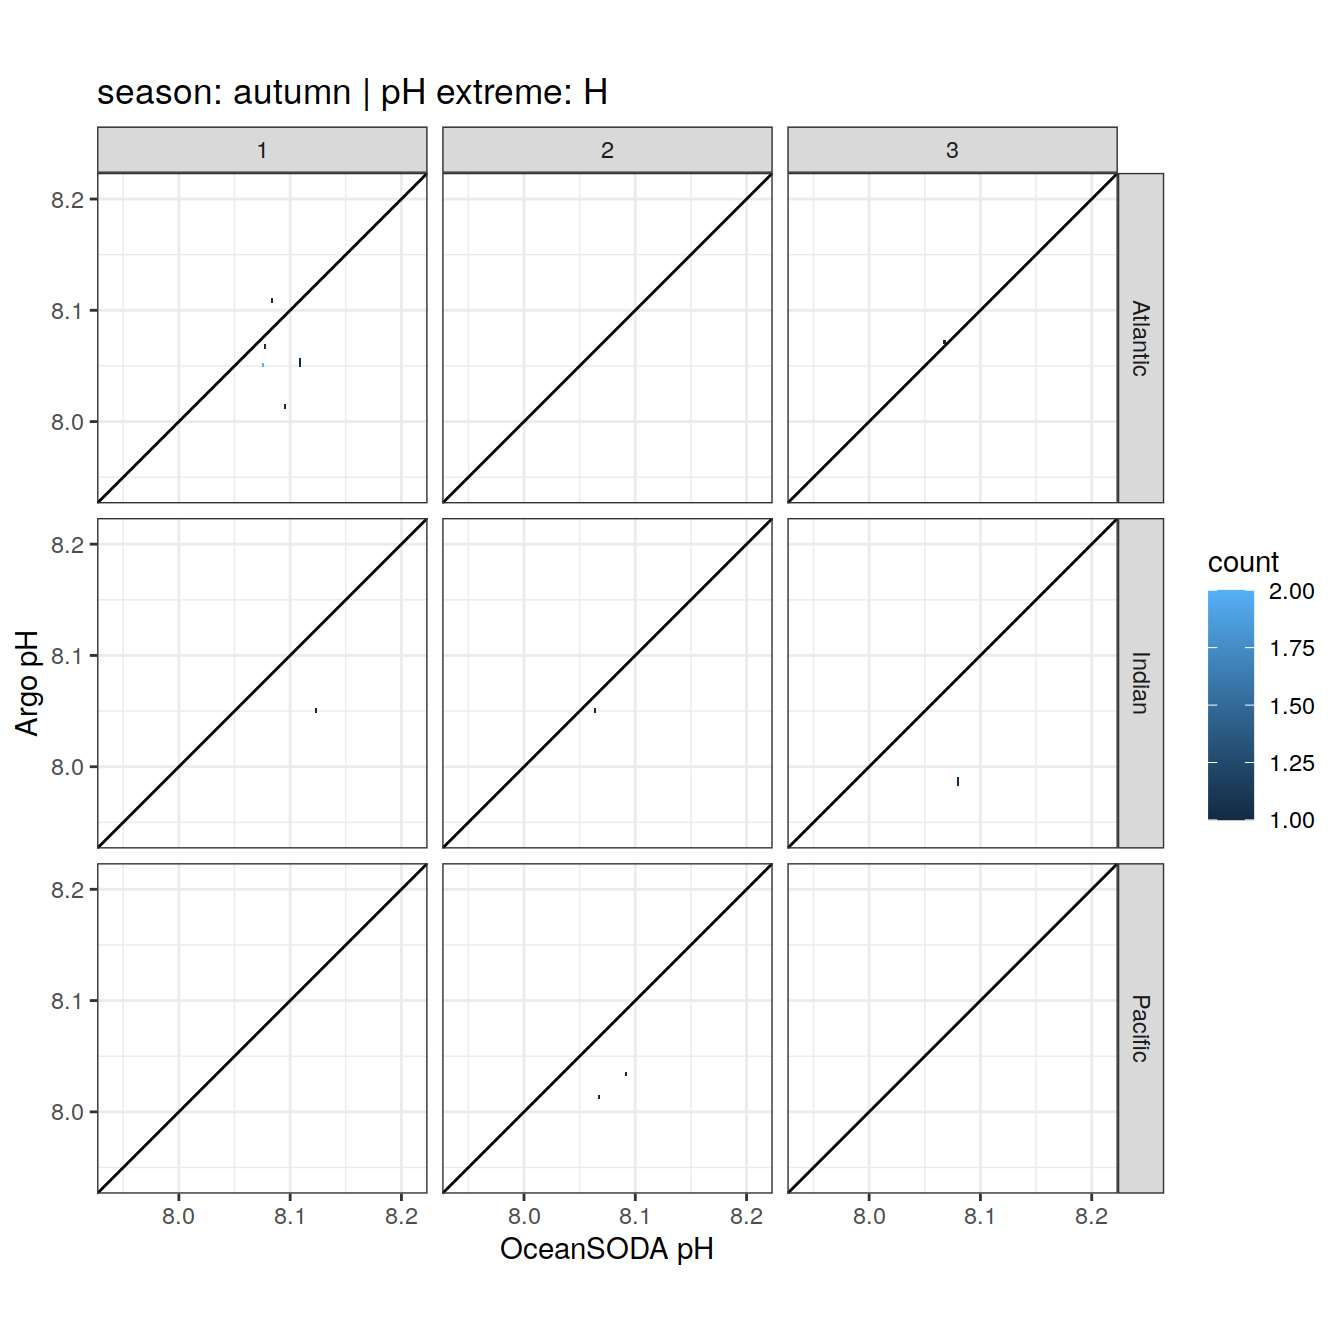 season: autumn | pH extreme: H
1 2 3
8.2
8.1
8.0
Atlantic
8.2
8.1
8.0
Indian
8.2
8.1
8.0
Pacific
8.0 8.1 8.2 8.0 8.1 8.2 8.0 8.1 8.2
OceanSODA pH
Argo pH
count
2.00
1.75
1.50
1.25
1.00